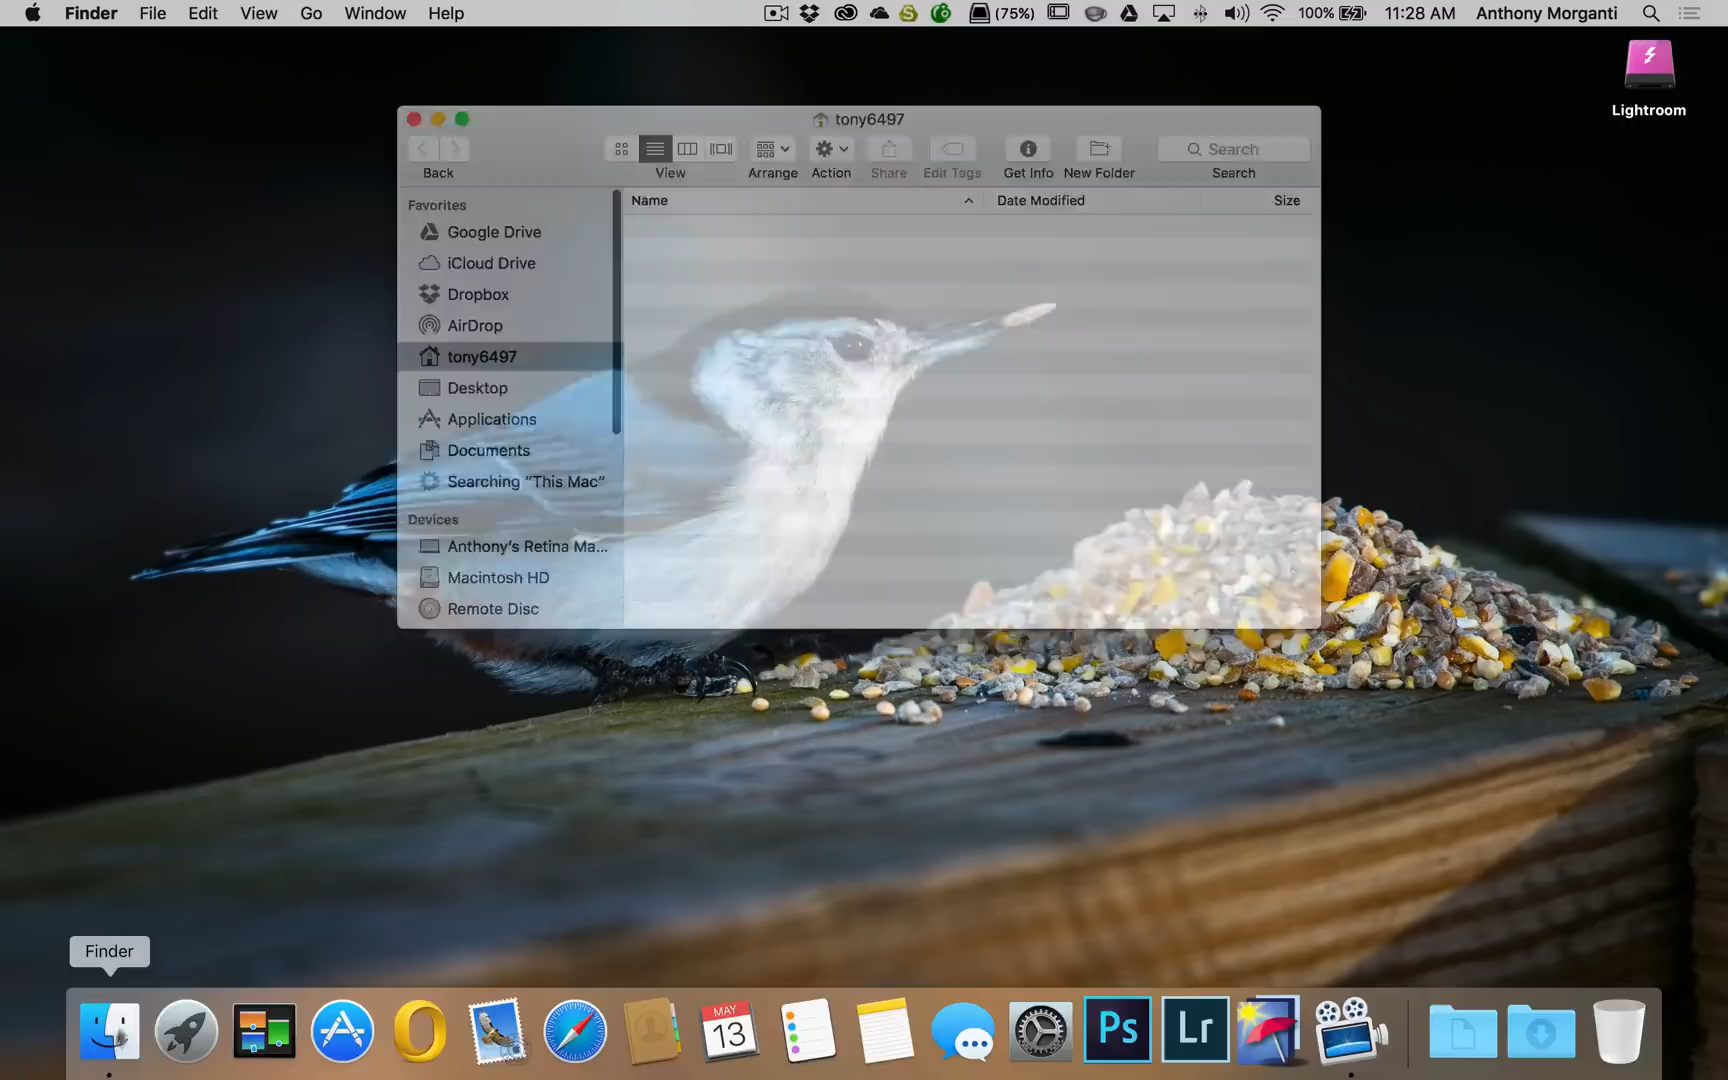 Finder File Edit View Go Window Help (75%) 100% 11:28 AM Anthony Morganti
Lightroom
tony6497
Search
Back View Arrange Action Share Edit Tags Get Info New Folder Search
Name Date Modified Size
Favorites
Google Drive
iCloud Drive
Dropbox
AirDrop
tony6497
Desktop
Applications
Documents
Searching “This Mac”
Devices
Anthony’s Retina Ma...
Macintosh HD
Remote Disc
Finder
MAY
13
Ps
Lr